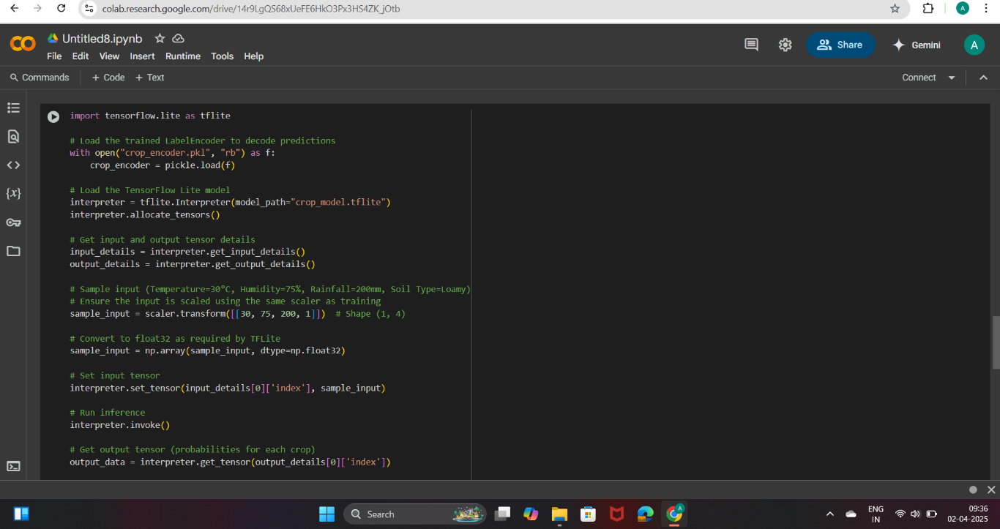 colab.research.google.com/drive/14r9LgQS68xUeFE6HkO3Px3HS4ZK_jOtb
A
Untitled8.ipynb
File Edit View Insert Runtime Tools Help
Share
Gemini
A
Commands + Code + Text
Connect
import tensorflow.lite as tflite
# Load the trained LabelEncoder to decode predictions
with open("crop_encoder.pkl", "rb") as f:
    crop_encoder = pickle.load(f)
# Load the TensorFlow Lite model
interpreter = tflite.Interpreter(model_path="crop_model.tflite")
interpreter.allocate_tensors()
# Get input and output tensor details
input_details = interpreter.get_input_details()
output_details = interpreter.get_output_details()
# Sample input (Temperature=30°C, Humidity=75%, Rainfall=200mm, Soil Type=Loamy)
# Ensure the input is scaled using the same scaler as training
sample_input = scaler.transform([[30, 75, 200, 1]])  # Shape (1, 4)
# Convert to float32 as required by TFLite
sample_input = np.array(sample_input, dtype=np.float32)
# Set input tensor
interpreter.set_tensor(input_details[0]['index'], sample_input)
# Run inference
interpreter.invoke()
# Get output tensor (probabilities for each crop)
output_data = interpreter.get_tensor(output_details[0]['index'])
{x}
Search
A
ENG
IN
09:36
02-04-2025